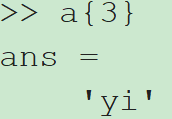 >> a{3}
ans =
'yi'